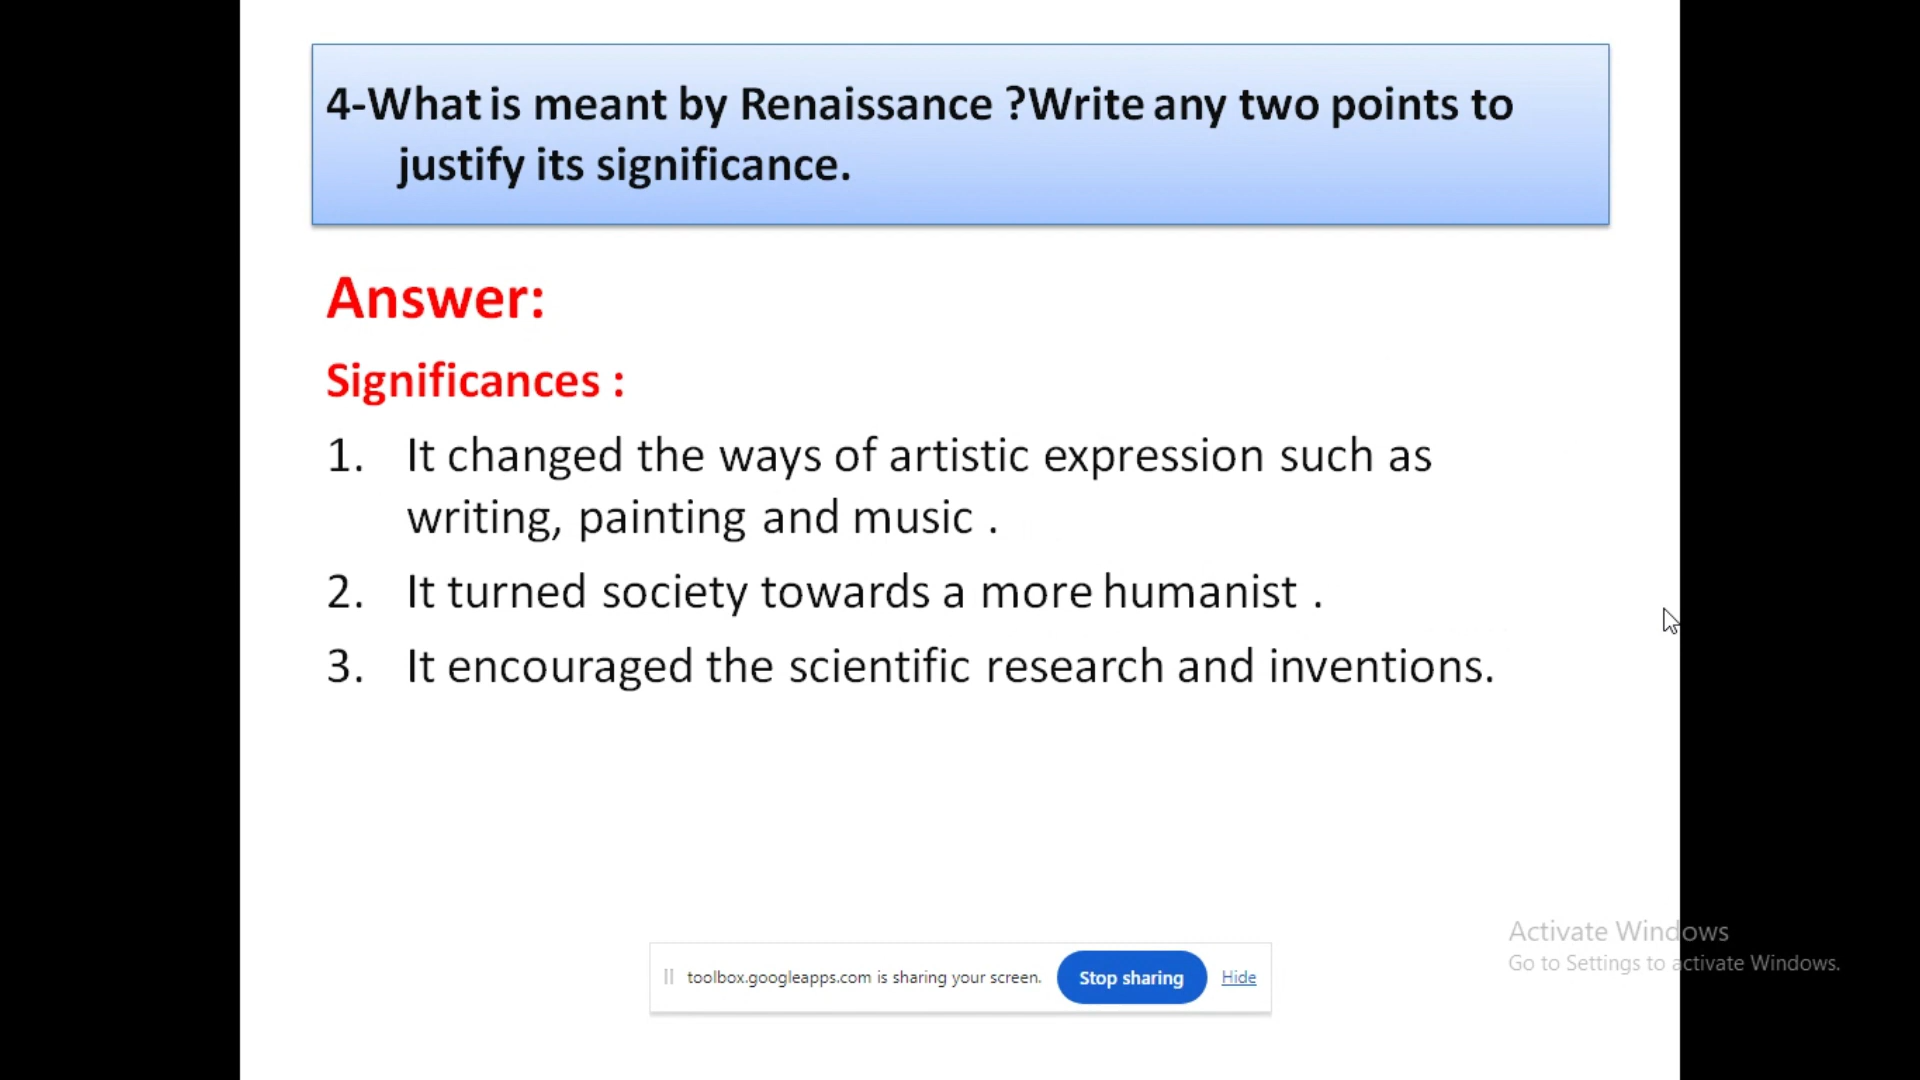 4-What is meant by Renaissance ?Write any two points to
justify its significance.
Answer:
Significances :
1. It changed the ways of artistic expression such as
writing, painting and music .
2. It turned society towards a more humanist .
3. It encouraged the scientific research and inventions.
Activate Windows
Go to Settings to activate Windows.
toolbox.googleapps.com is sharing your screen. Stop sharing Hide